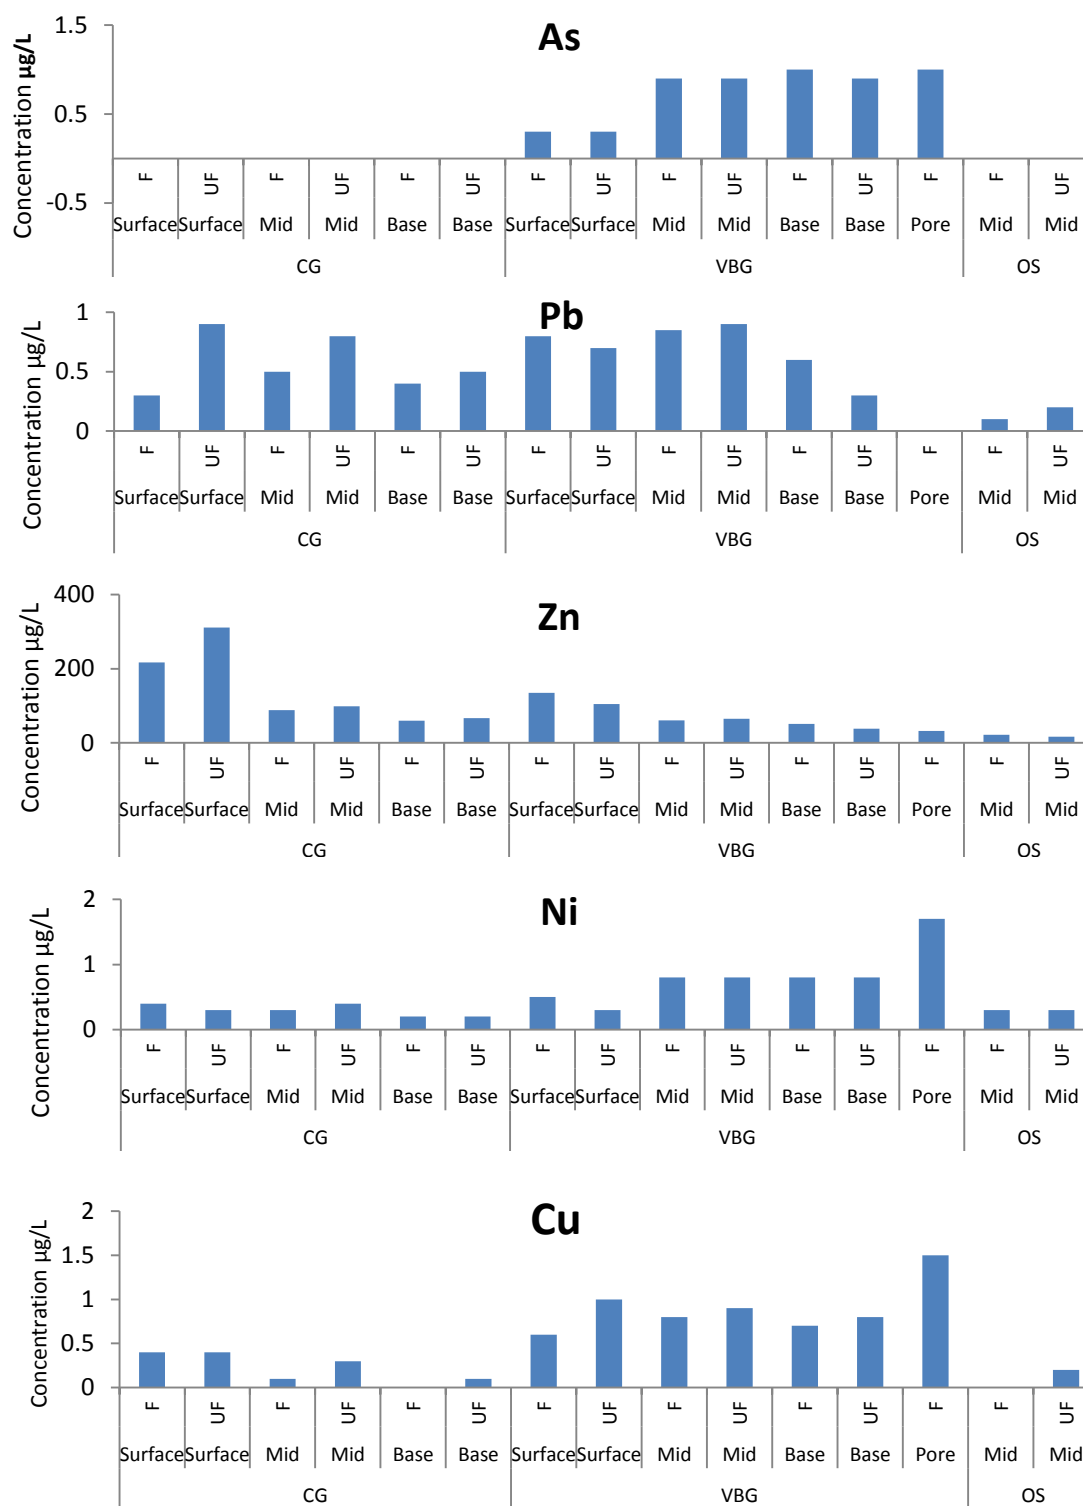 As
Concentration µg/L
1.5
0.5
-0.5
F UF F UF F UF F UF F UF F UF F F UF
Surface Surface Mid Mid Base Base Surface Surface Mid Mid Base Base Pore Mid Mid
CG VBG OS
Pb
Concentration µg/L
1
0.5
0
F UF F UF F UF F UF F UF F UF F F UF
Surface Surface Mid Mid Base Base Surface Surface Mid Mid Base Base Pore Mid Mid
CG VBG OS
Zn
Concentration µg/L
400
200
0
F UF F UF F UF F UF F UF F UF F F UF
Surface Surface Mid Mid Base Base Surface Surface Mid Mid Base Base Pore Mid Mid
CG VBG OS
Ni
Concentration µg/L
2
1
0
F UF F UF F UF F UF F UF F UF F F UF
Surface Surface Mid Mid Base Base Surface Surface Mid Mid Base Base Pore Mid Mid
CG VBG OS
Cu
Concentration µg/L
2
1.5
1
0.5
0
F UF F UF F UF F UF F UF F UF F F UF
Surface Surface Mid Mid Base Base Surface Surface Mid Mid Base Base Pore Mid Mid
CG VBG OS